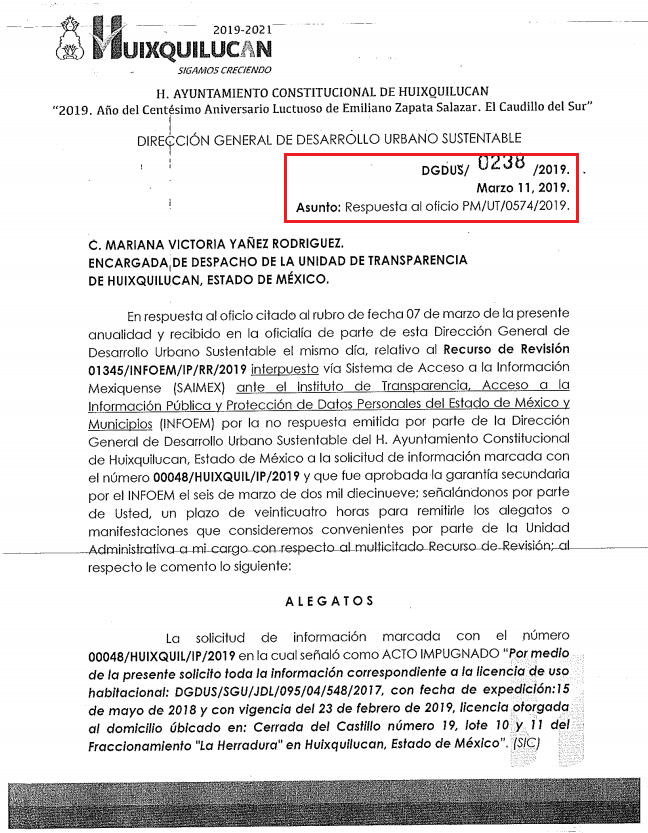 2019-2021
HUIXQUILUCAN
SIGAMOS CRECIENDO
H. AYUNTAMIENTO CONSTITUCIONAL DE HUIXQUILUCAN
"2019. Año del Centésimo Aniversario Luctuoso de Emiliano Zapata Salazar. El Caudillo del Sur"
DIRECCIÓN GENERAL DE DESARROLLO URBANO SUSTENTABLE
DGDUS/ 0238 /2019.
Marzo 11, 2019.
Asunto: Respuesta al oficio PM/UT/0574/2019.
C. MARIANA VICTORIA YAÑEZ RODRIGUEZ.
ENCARGADA DE DESPACHO DE LA UNIDAD DE TRANSPARENCIA
DE HUIXQUILUCAN, ESTADO DE MÉXICO.
En respuesta al oficio citado al rubro de fecha 07 de marzo de la presente
anualidad y recibido en la oficialía de parte de esta Dirección General de
Desarrollo Urbano Sustentable el mismo día, relativo al Recurso de Revisión
01345/INFOEM/IP/RR/2019 interpuesto vía Sistema de Acceso a la Información
Mexiquense (SAIMEX) ante el Instituto de Transparencia, Acceso a la
Información Pública y Protección de Datos Personales del Estado de México y
Municipios (INFOEM) por la no respuesta emitida por parte de la Dirección
General de Desarrollo Urbano Sustentable del H. Ayuntamiento Constitucional
de Huixquilucan, Estado de México a la solicitud de información marcada con
el número 00048/HUIXQUIL/IP/2019 y que fue aprobada la garantía secundaria
por el INFOEM el seis de marzo de dos mil diecinueve; señalándonos por parte
de Usted, un plazo de veinticuatro horas para remitirle los alegatos o
manifestaciones que consideremos convenientes por parte de la Unidad
Administrativa a mi cargo con respecto al multicitado Recurso de Revisión; al
respecto le comento lo siguiente:
A L E G A T O S
La solicitud de información marcada con el número
00048/HUIXQUIL/IP/2019 en la cual señaló como ACTO IMPUGNADO "Por medio
de la presente solicito toda la información correspondiente a la licencia de uso
habitacional: DGDUS/SGU/JDL/095/04/548/2017, con fecha de expedición:15
de mayo de 2018 y con vigencia del 23 de febrero de 2019, licencia otorgada
al domicilio úbicado en: Cerrada del Castillo número 19, lote 10 y 11 del
Fraccionamiento "La Herradura" en Huixquilucan, Estado de México". (SIC)